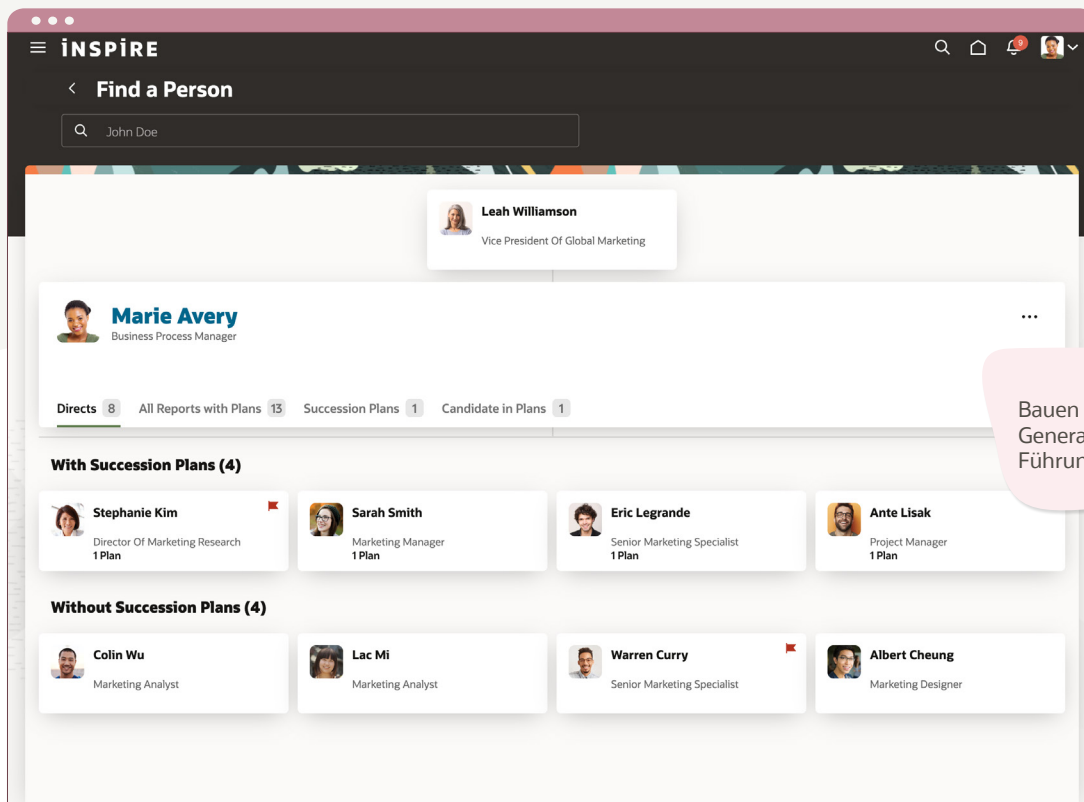 iNSPiRE
9
Find a Person
John Doe
Leah Williamson
Vice President Of Global Marketing
Marie Avery
Business Process Manager
Directs 8 All Reports with Plans 13 Succession Plans 1 Candidate in Plans 1
Bauen
With Succession Plans (4)
Stephanie Kim
Director Of Marketing Research
1 Plan
Sarah Smith
Marketing Manager
1 Plan
Eric Legrande
Senior Marketing Specialist
1 Plan
Ante Lisak
Project Manager
1 Plan
Without Succession Plans (4)
Colin Wu
Marketing Analyst
Lac Mi
Marketing Analyst
Warren Curry
Senior Marketing Specialist
Albert Cheung
Marketing Designer